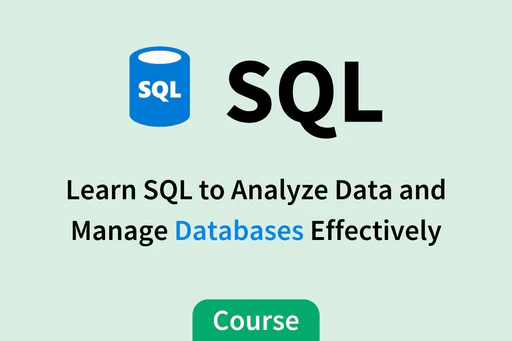 SQL SQL
Learn SQL to Analyze Data and
Manage Databases Effectively
Course